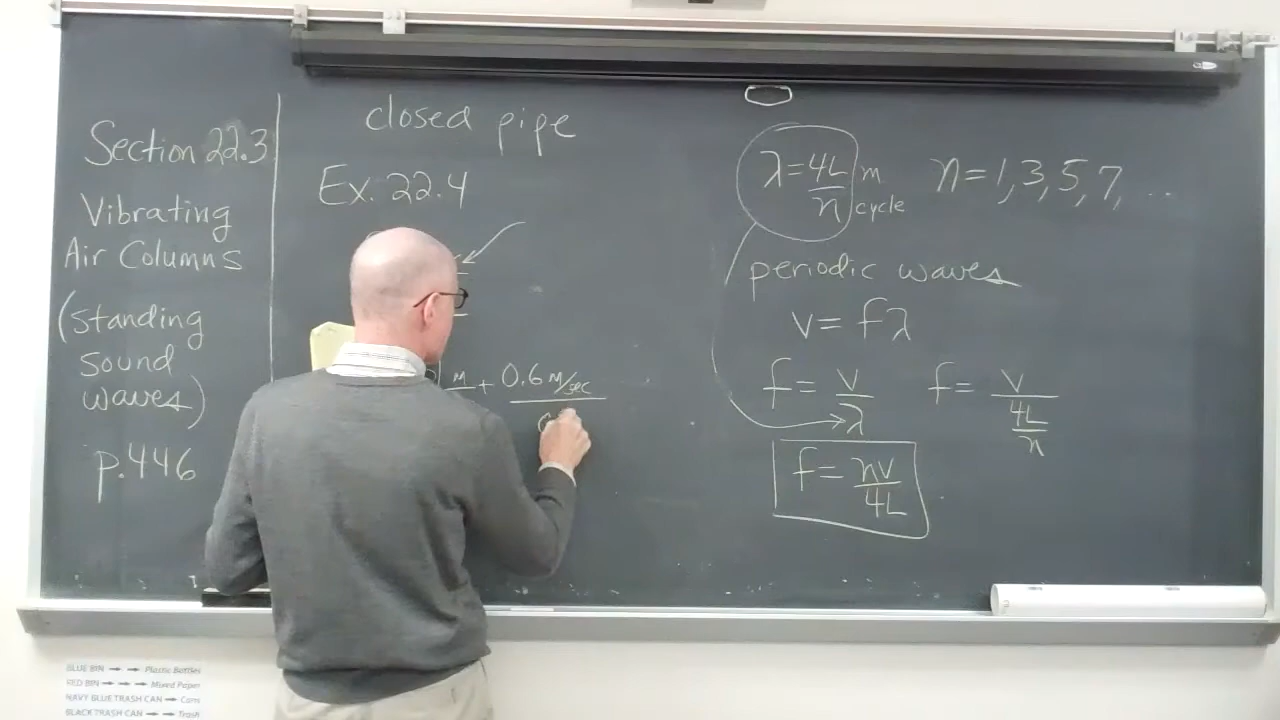 Section 22.3
Vibrating
Air Columns
(standing
sound
waves)
p.446
closed pipe
Ex. 22.4
m + 0.6 m/sec
λ = 4L/n m/cycle n = 1, 3, 5, 7, ...
periodic waves
v = fλ
f = v/λ
f = v/(4L/n)
f = nv/4L
BLUE BIN → → Plastic Bottles
RED BIN → → → Mixed Paper
NAVY BLUE TRASH CAN → Cans
BLACK TRASH CAN → → Trash